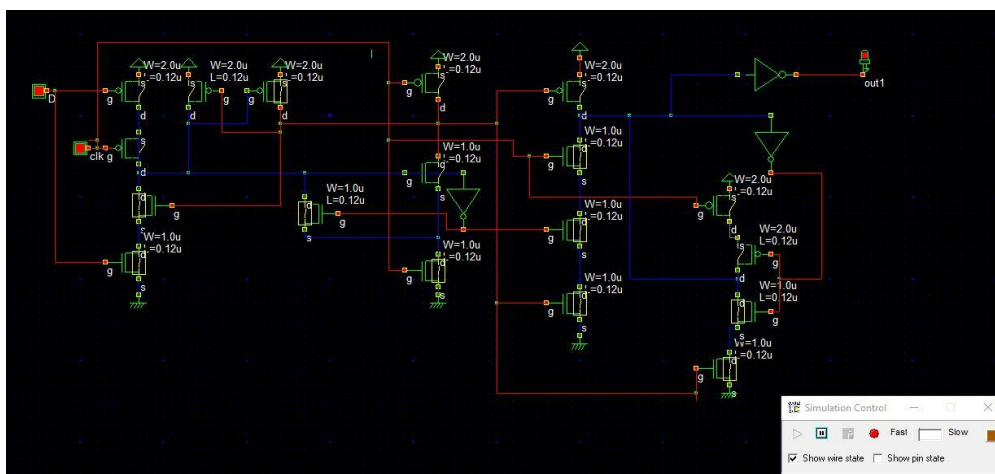 W=2.0u
W=2.0u
W=2.0u
W=2.0u
W=2.0u
=0.12u
L=0.12u
=0.12u
=0.12u
=0.12u
s
s
s
s
s
D
g
d
d
g
g
d
g
d
g
d
out1
clk
g
s
d
W=1.0u
=0.12u
W=1.0u
=0.12u
W=1.0u
L=0.12u
W=1.0u
=0.12u
d
g
s
d
g
s
d
g
s
d
g
s
W=2.0u
=0.12u
s
g
d
W=2.0u
L=0.12u
s
g
d
W=1.0u
=0.12u
d
g
s
W=1.0u
=0.12u
d
g
s
W=1.0u
=0.12u
d
g
s
W=1.0u
=0.12u
d
g
s
W=1.0u
L=0.12u
d
g
s
W=1.0u
=0.12u
d
g
s
Simulation Control
Fast
Slow
Show wire state
Show pin state